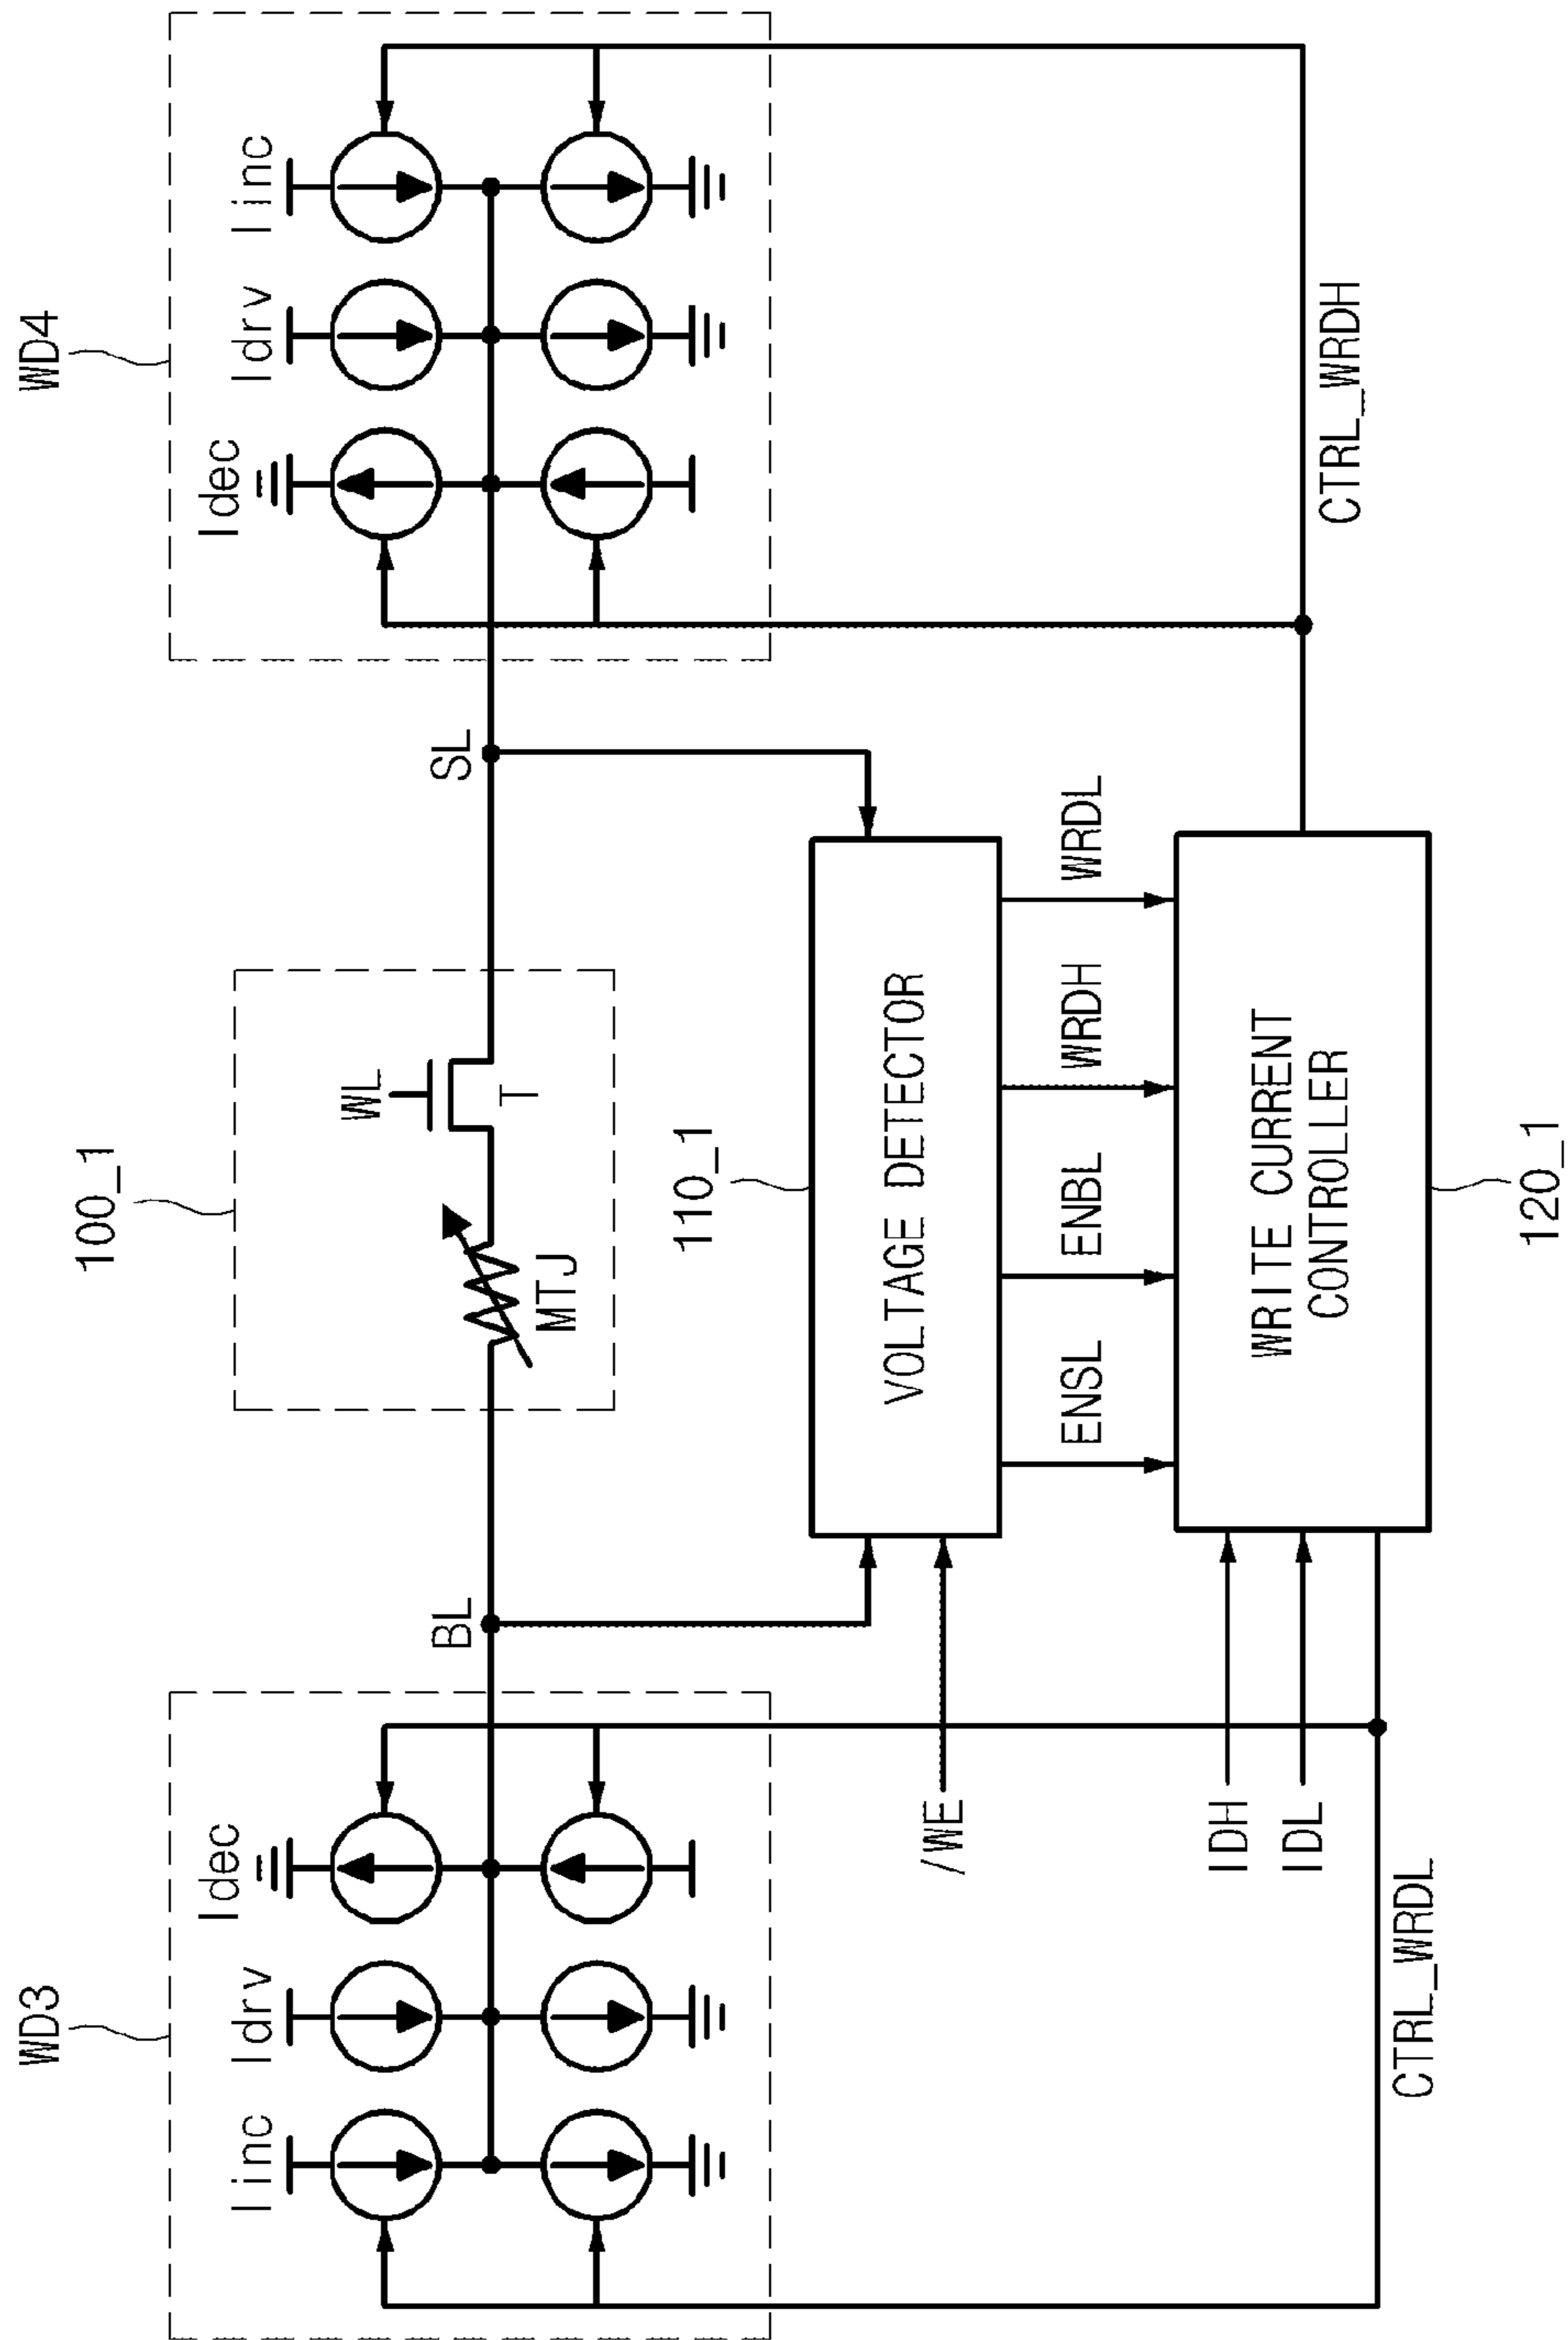 WD3
WD4
100_1
Iinc
Idrv
Idec
Idec
Idrv
Iinc
WL
T
MTJ
BL
SL
110_1
VOLTAGE DETECTOR
/WE
ENSL
ENBL
WRDH
WRDL
IDH
IDL
WRITE CURRENT
CONTROLLER
CTRL_WRDL
CTRL_WRDH
120_1